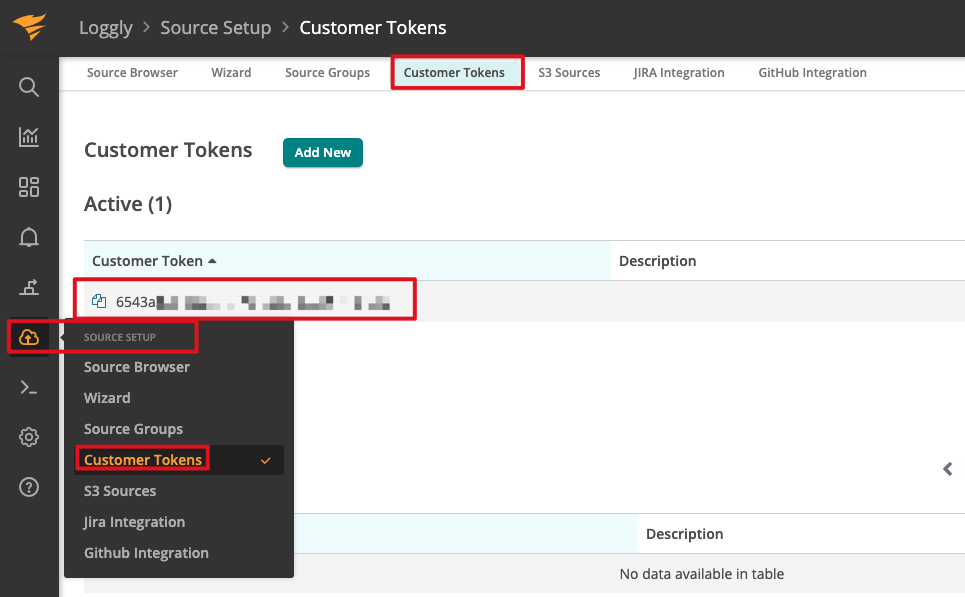 Loggly > Source Setup > Customer Tokens
Source Browser Wizard Source Groups Customer Tokens S3 Sources JIRA Integration GitHub Integration
Customer Tokens Add New
Active (1)
Customer Token Description
6543a
SOURCE SETUP
Source Browser
Wizard
Source Groups
Customer Tokens
S3 Sources
Jira Integration
Github Integration
Description
No data available in table